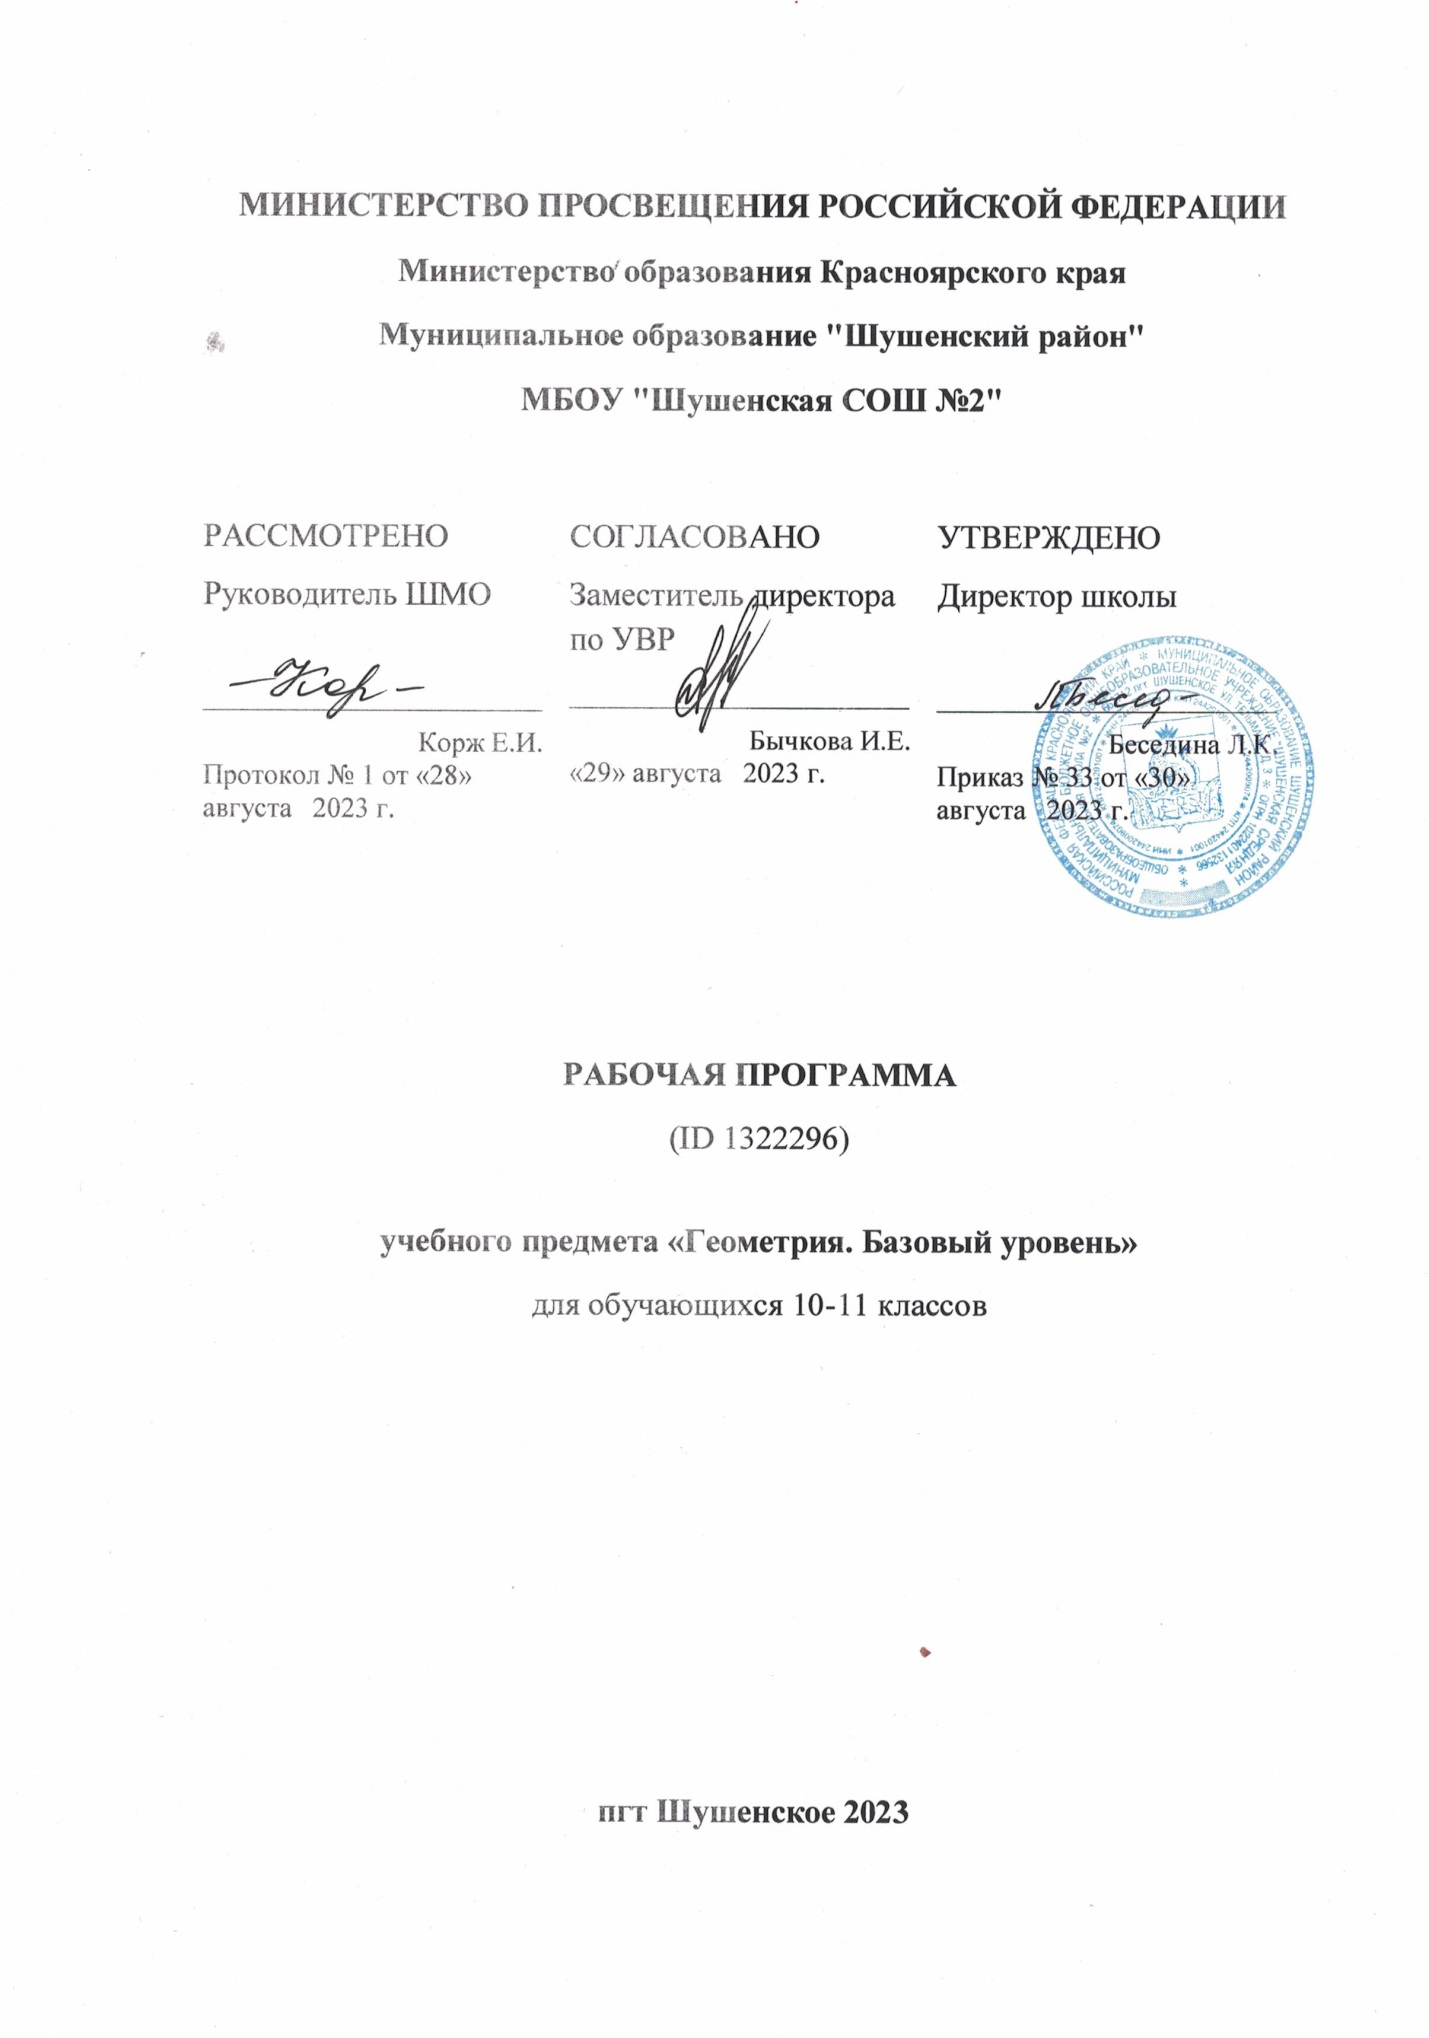 МИНИСТЕРСТВО ПРОСВЕЩЕНИЯ РОССИЙСКОЙ ФЕДЕРАЦИИ
Министерство образования Красноярского края
Муниципальное образование "Шушенский район"
МБОУ "Шушенская СОШ №2"
РАССМОТРЕНО
Руководитель ШМО
Корж Е.И.
Протокол № 1 от «28»
августа 2023 г.
СОГЛАСОВАНО
Заместитель директора
по УВР
Бычкова И.Е.
«29» августа 2023 г.
УТВЕРЖДЕНО
Директор школы
Беседина Л.К.
Приказ № 33 от «30»
августа 2023 г.
РАБОЧАЯ ПРОГРАММА
(ID 1322296)
учебного предмета «Геометрия. Базовый уровень»
для обучающихся 10-11 классов
пгт Шушенское 2023